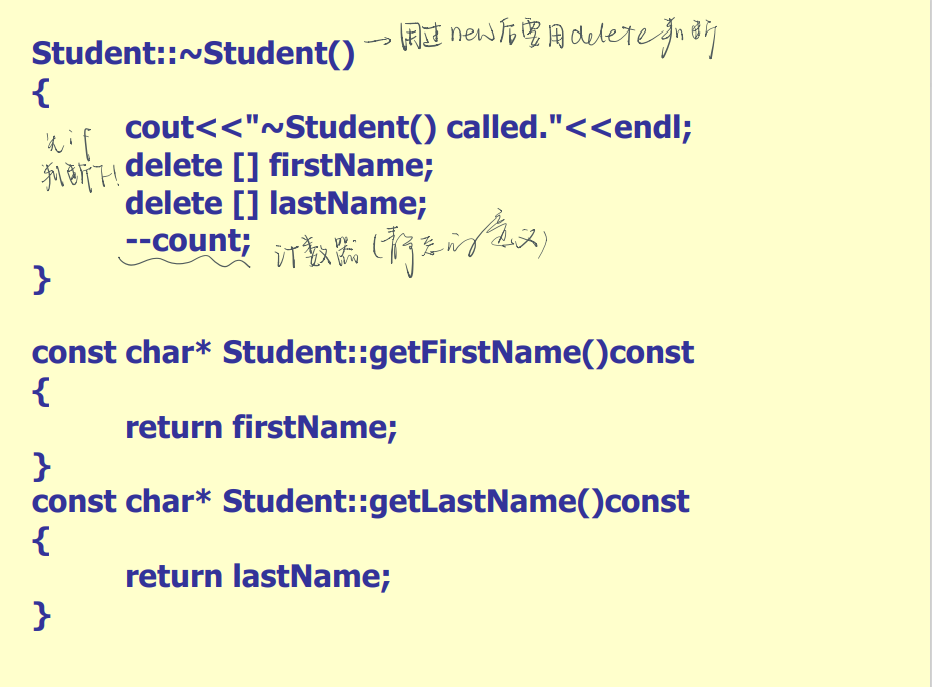 Student::~Student() →用过new后要用delete判断
{
cout<<"~Student() called."<<endl;
先if
判断下!
delete [] firstName;
delete [] lastName;
--count; 计数器(静态的意义)
}
const char* Student::getFirstName()const
{
return firstName;
}
const char* Student::getLastName()const
{
return lastName;
}